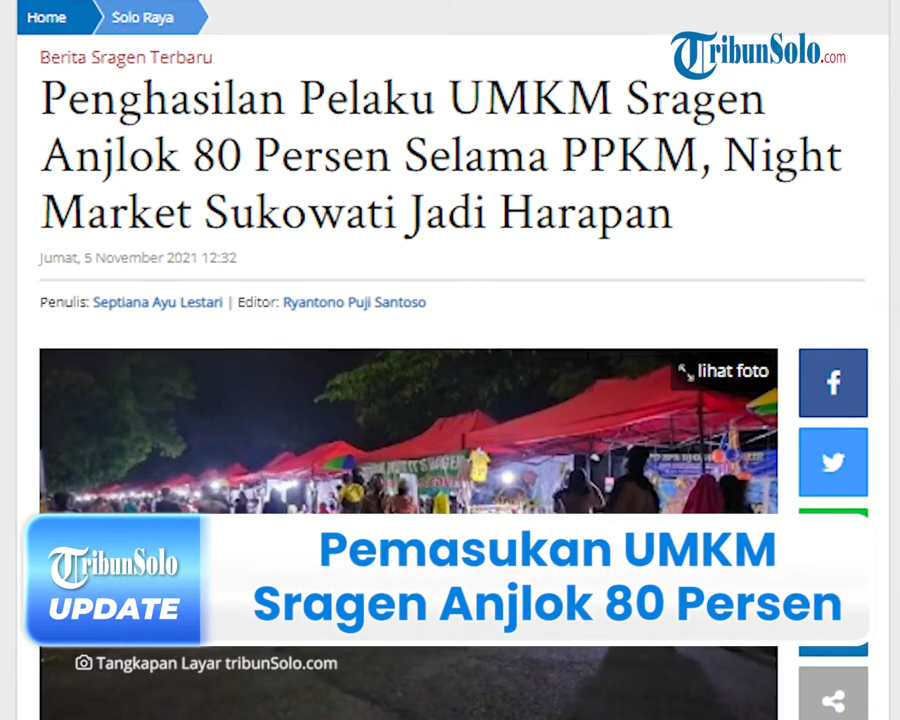 Home
Solo Raya
Berita Sragen Terbaru
TribunSolo.com
Penghasilan Pelaku UMKM Sragen
Anjlok 80 Persen Selama PPKM, Night
Market Sukowati Jadi Harapan
Jumat, 5 November 2021 12:32
Penulis: Septiana Ayu Lestari | Editor: Ryantono Puji Santoso
lihat foto
TribunSolo
UPDATE
Pemasukan UMKM
Sragen Anjlok 80 Persen
Tangkapan Layar tribunSolo.com